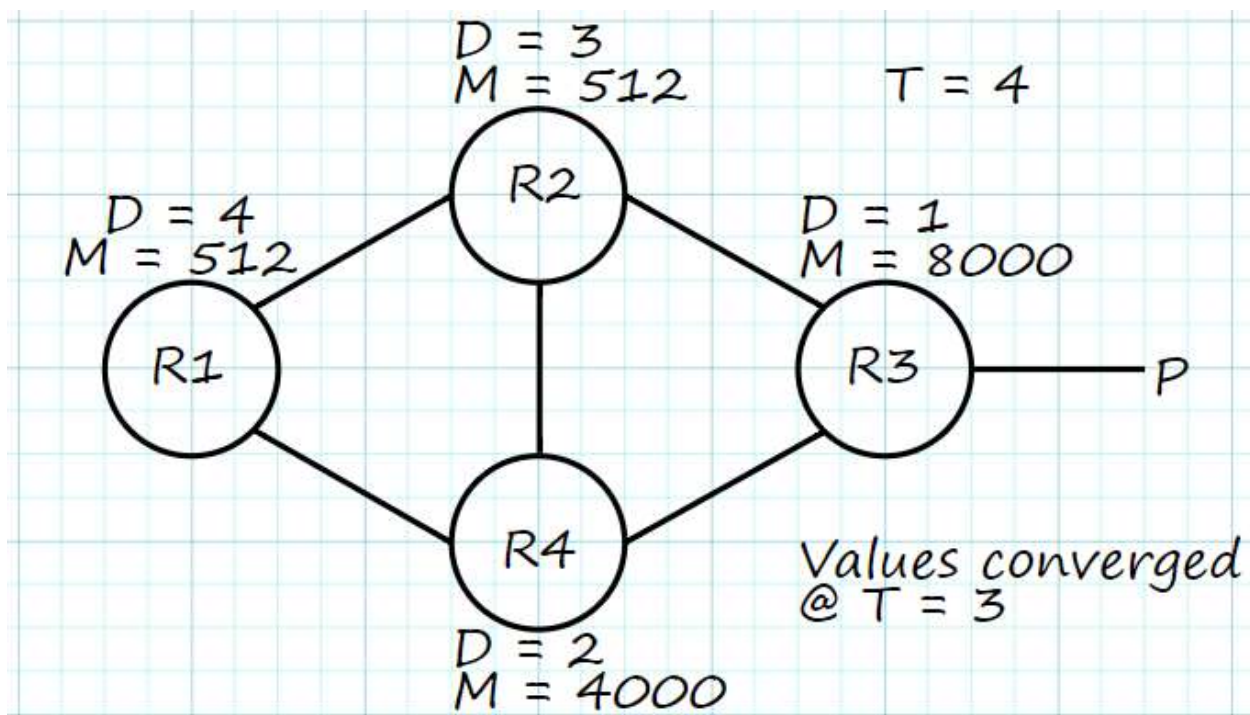 D = 3
M = 512
T = 4
R2
D = 4
M = 512
D = 1
M = 8000
R1
R3
P
R4
Values converged
@ T = 3
D = 2
M = 4000